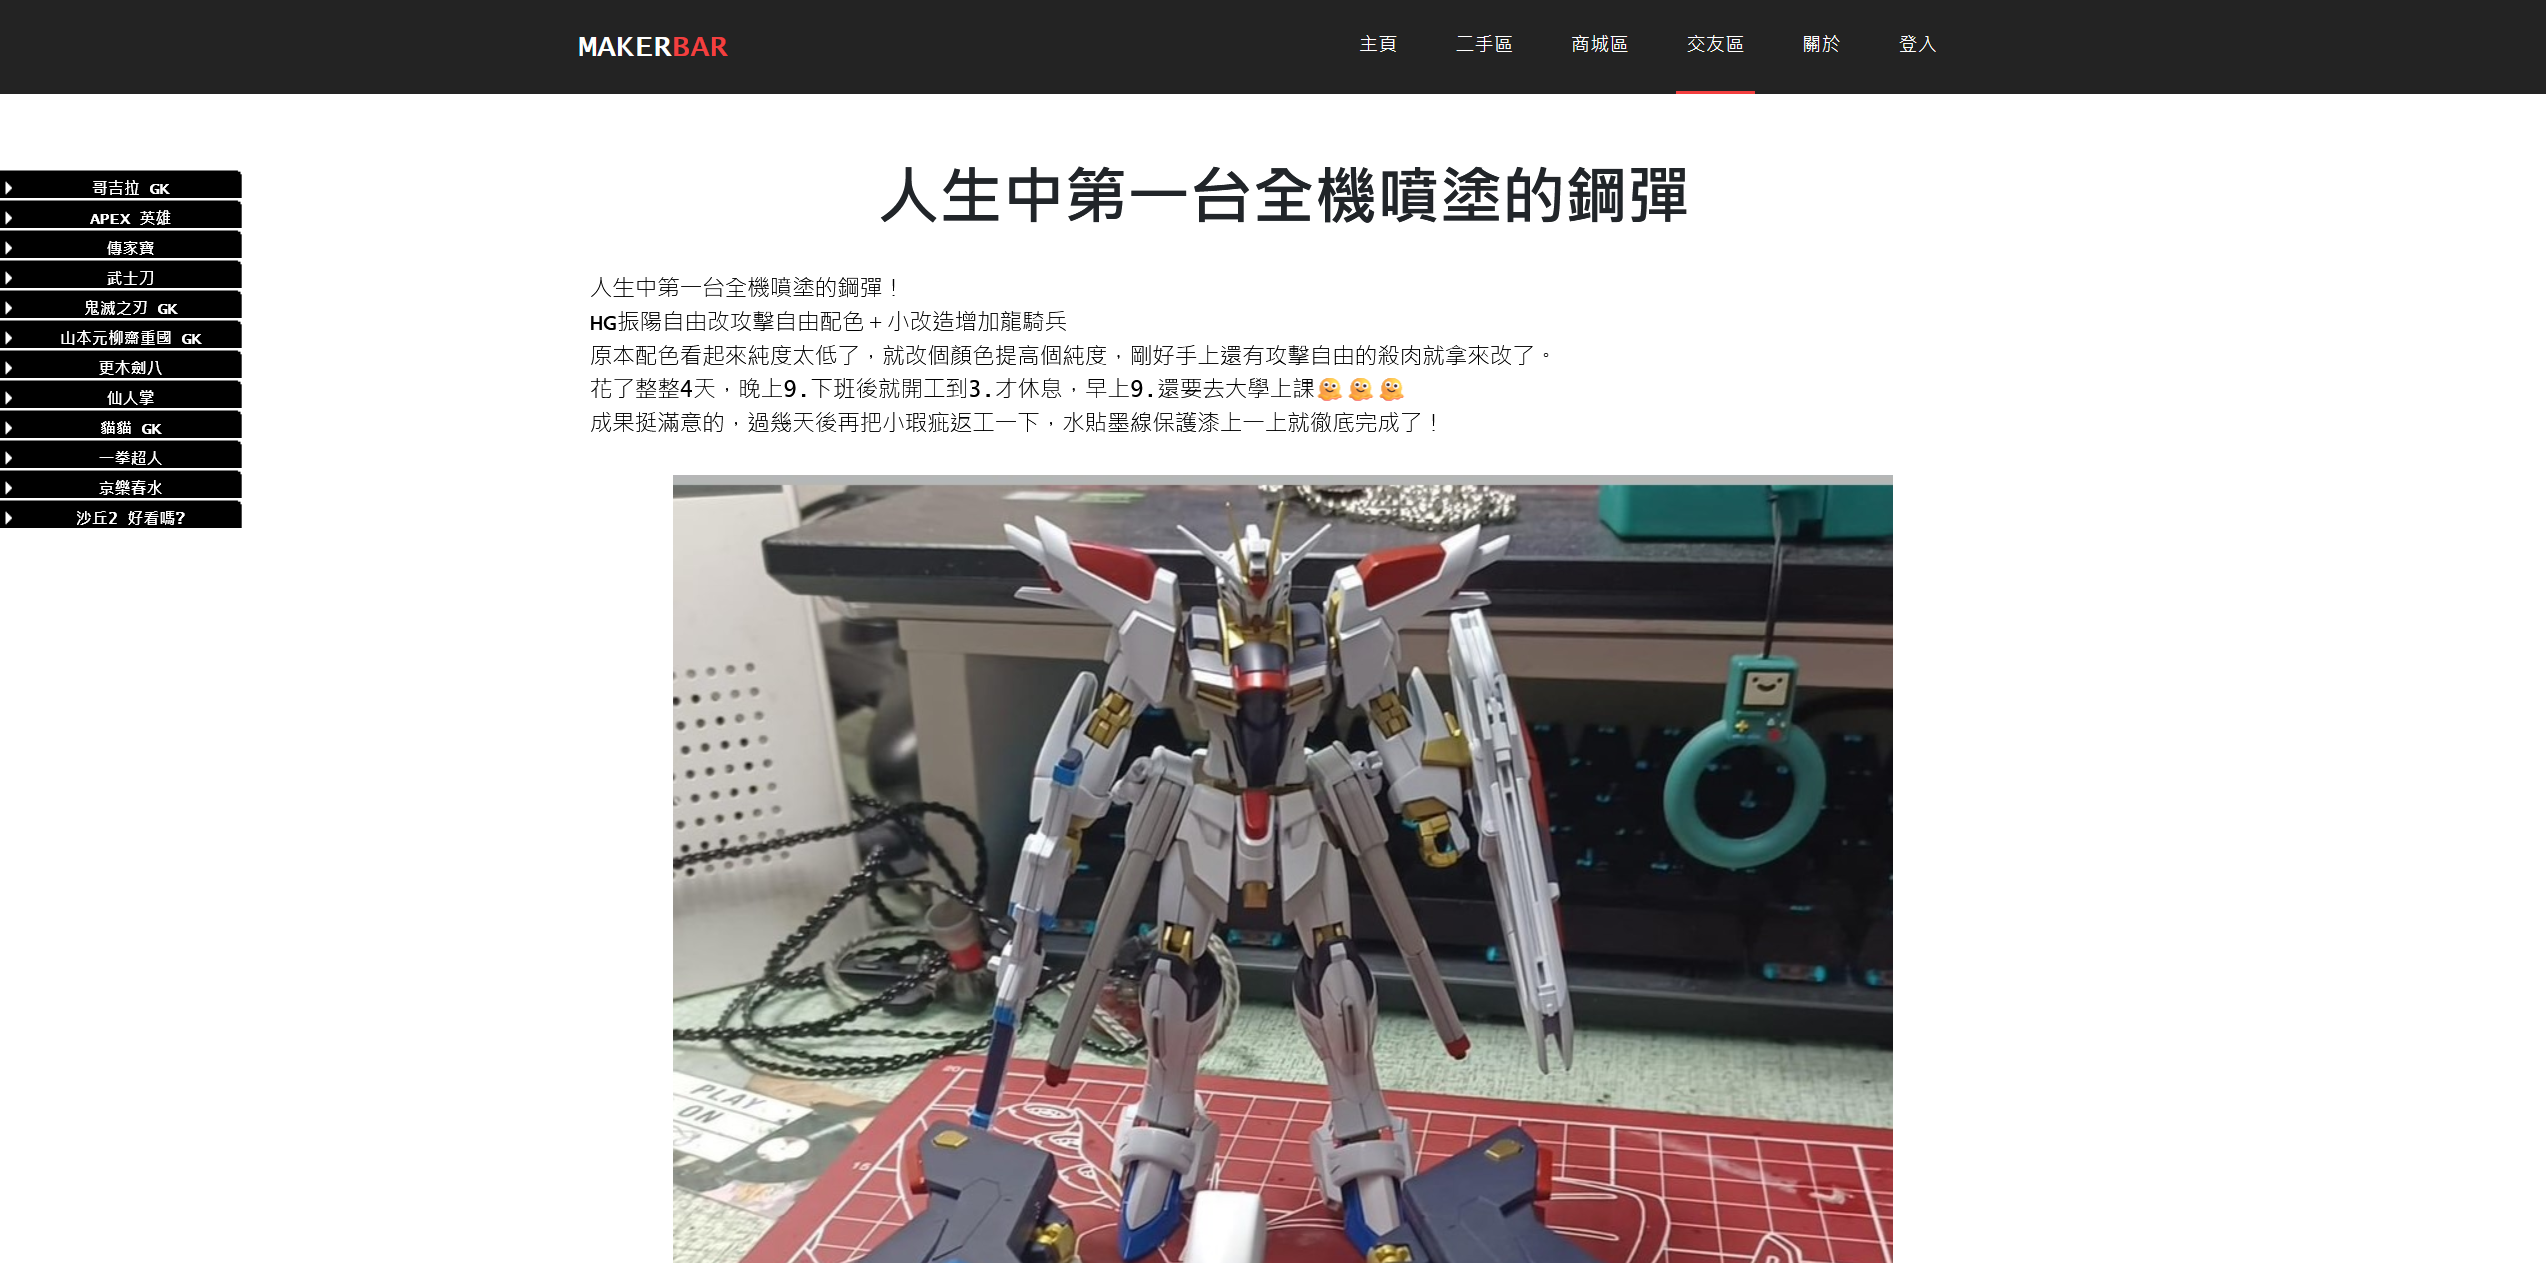 MAKERBAR
主頁
二手區
商城區
交友區
關於
登入
哥吉拉 GK
APEX 英雄
傳家寶
武士刀
鬼滅之刃 GK
山本元柳齋重國 GK
更木劍八
仙人掌
貓貓 GK
一拳超人
京樂春水
沙丘2 好看嗎?
人生中第一台全機噴塗的鋼彈
人生中第一台全機噴塗的鋼彈！
HG振陽自由改攻擊自由配色＋小改造增加龍騎兵
原本配色看起來純度太低了，就改個顏色提高個純度，剛好手上還有攻擊自由的殺肉就拿來改了。
花了整整4天，晚上9.下班後就開工到3.才休息，早上9.還要去大學上課🫠🫠🫠
成果挺滿意的，過幾天後再把小瑕疵返工一下，水貼墨線保護漆上一上就徹底完成了！
PLAY
ON
20
15